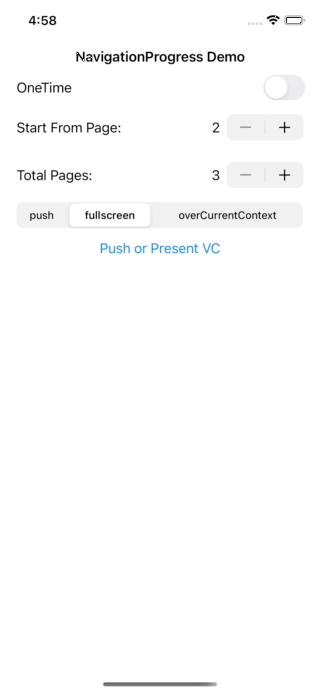 4:58
NavigationProgress Demo
OneTime
Start From Page: 2 − +
Total Pages: 3 − +
push fullscreen overCurrentContext
Push or Present VC